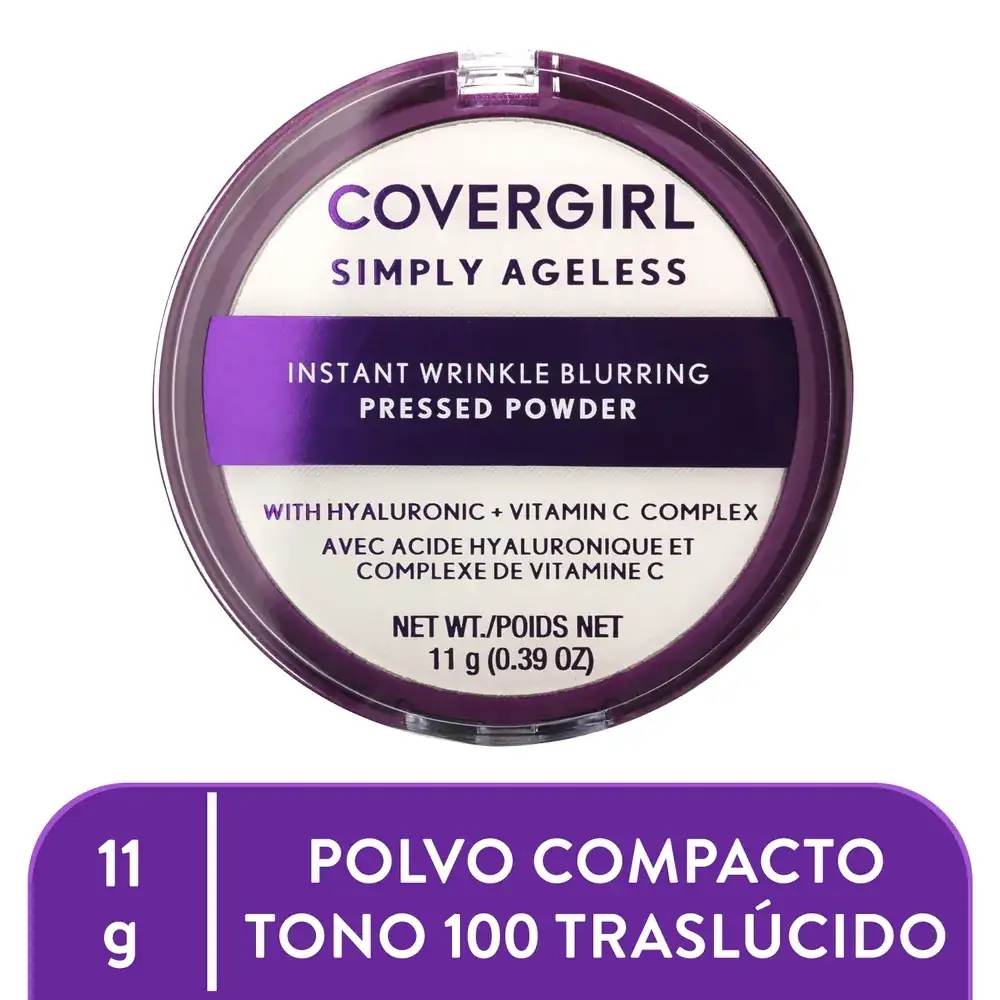 COVERGIRL
SIMPLY AGELESS
INSTANT WRINKLE BLURRING
PRESSED POWDER
WITH HYALURONIC + VITAMIN C COMPLEX
AVEC ACIDE HYALURONIQUE ET
COMPLEXE DE VITAMINE C
NET WT./POIDS NET
11 g (0.39 OZ)
11
g
POLVO COMPACTO
TONO 100 TRASLÚCIDO